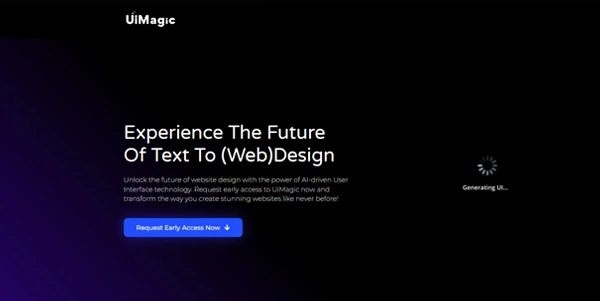 UiMagic
Experience The Future
Of Text To (Web)Design
Unlock the future of website design with the power of AI-driven User
Interface technology. Request early access to UiMagic now and
transform the way you create stunning websites like never before!
Request Early Access Now
Generating UI...